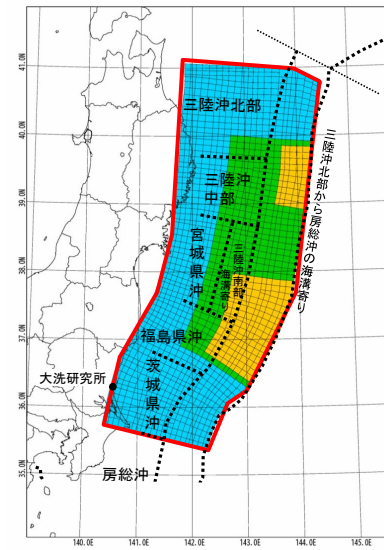 41.0N
三陸沖北部
40.0N
三陸沖
中部
39.0N
三陸沖北部から房総沖の海溝寄り
宮城県沖
三陸沖南部
海溝寄り
38.0N
37.0N
福島県沖
大洗研究所
茨城県沖
36.0N
房総沖
35.0N
140.0E
141.0E
142.0E
143.0E
144.0E
145.0E